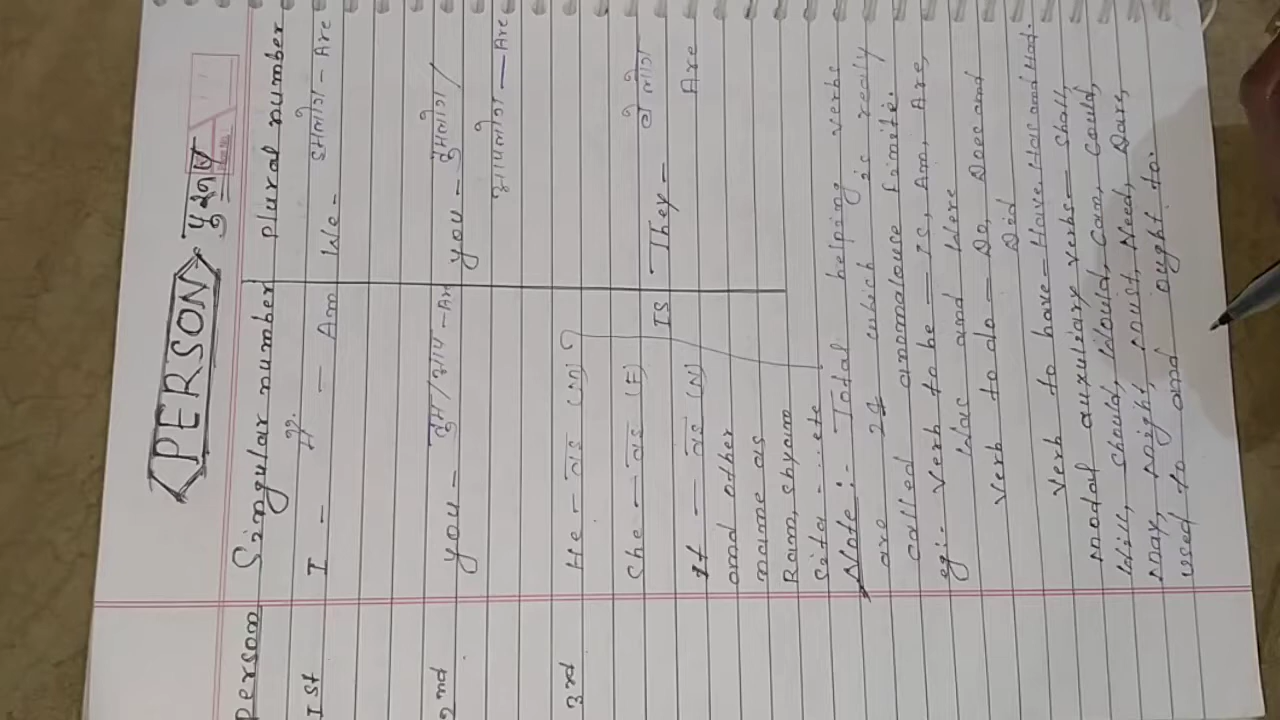 PERSON पुरुष
Person Singular number plural number
Ist I - मैं - Am We - हमलोग - Are
2nd you - तुम/आप - Are you - तुमलोग/
आपलोग - Are
3rd He - वह (M)
She - वह (F) IS They - वे लोग
It - वह (N) Are
and other
name as
Ram, shyam
Sita - ... etc
Note :- Total helping verbs
are 24 which is realy
called anomalouse finite.
eg:- Verb to be - Is, Am, Are,
Was and Were
Verb to do - Do, Does and
Did
Verb to have - Have, Has and Had.
Modal auxuliary verbs - Shall,
Will, Should, Would, Can, Could,
May, Might, Must, Need, Dare,
used to and ought to.